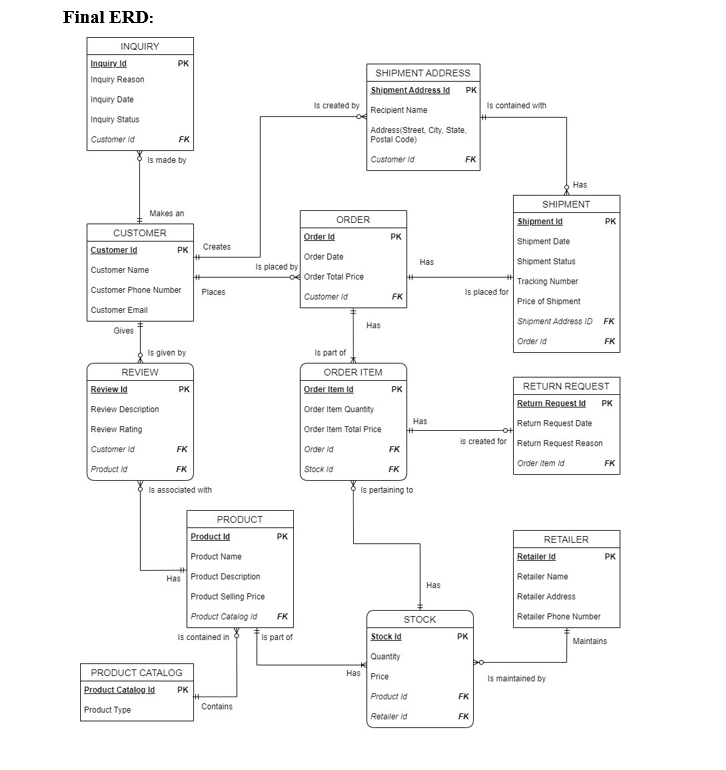 Final ERD:
INQUIRY
Inquiry Id PK
Inquiry Reason
Inquiry Date
Inquiry Status
Customer Id FK
Is made by
Makes an
SHIPMENT ADDRESS
Shipment Address Id PK
Recipient Name
Address(Street, City, State,
Postal Code)
Customer Id FK
Is created by
Is contained with
Has
CUSTOMER
Customer Id PK
Customer Name
Customer Phone Number
Customer Email
Creates
Places
Gives
Is placed by
ORDER
Order Id PK
Order Date
Order Total Price
Customer Id FK
Has
Is placed for
Has
Is part of
SHIPMENT
Shipment Id PK
Shipment Date
Shipment Status
Tracking Number
Price of Shipment
Shipment Address ID FK
Order Id FK
Is given by
REVIEW
Review Id PK
Review Description
Review Rating
Customer Id FK
Product Id FK
Is associated with
ORDER ITEM
Order Item Id PK
Order Item Quantity
Order Item Total Price
Order Id FK
Stock Id FK
Has
is created for
Is pertaining to
RETURN REQUEST
Return Request Id PK
Return Request Date
Return Request Reason
Order Item Id FK
PRODUCT
Product Id PK
Product Name
Product Description
Product Selling Price
Product Catalog Id FK
Has
Is contained in
Is part of
Has
RETAILER
Retailer Id PK
Retailer Name
Retailer Address
Retailer Phone Number
Maintains
Is maintained by
STOCK
Stock Id PK
Quantity
Price
Product Id FK
Retailer Id FK
Has
PRODUCT CATALOG
Product Catalog Id PK
Product Type
Contains